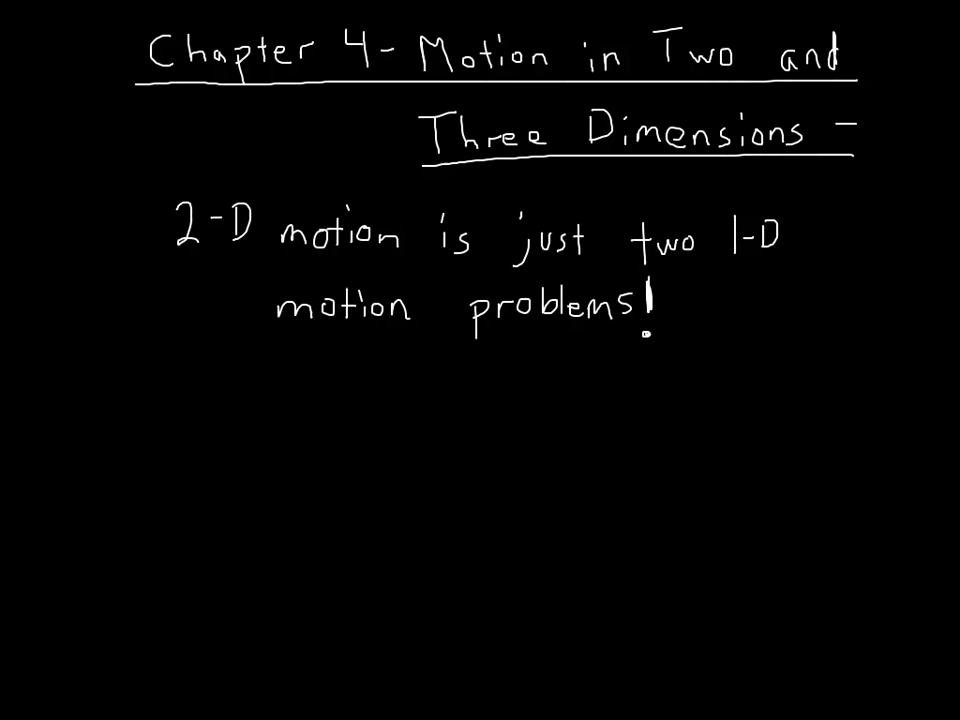 Chapter 4- Motion in Two and
Three Dimensions -
2-D motion is just two 1-D
motion problems!